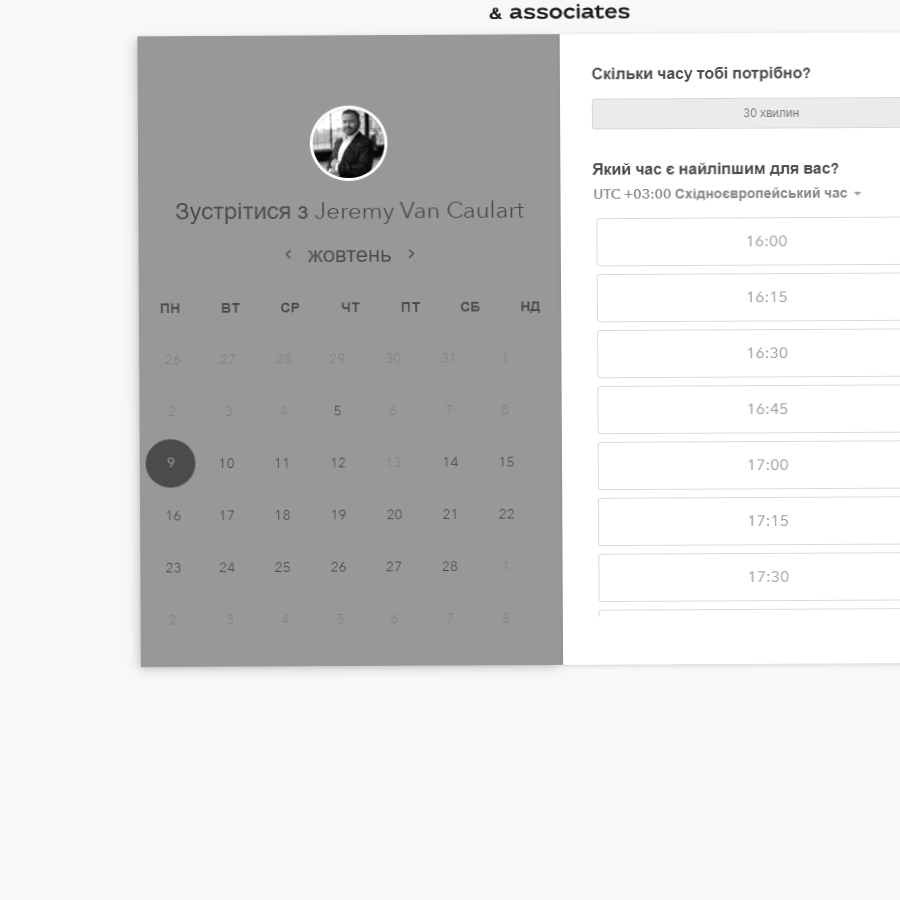 & associates
Зустрітися з Jeremy Van Caulart
жовтень
ПН ВТ СР ЧТ ПТ СБ НД
26 27 28 29 30 31 1
2 3 4 5 6 7 8
9 10 11 12 13 14 15
16 17 18 19 20 21 22
23 24 25 26 27 28 1
2 3 4 5 6 7 8
Скільки часу тобі потрібно?
30 хвилин
Який час є найліпшим для вас?
UTC +03:00 Східноєвропейський час
16:00
16:15
16:30
16:45
17:00
17:15
17:30